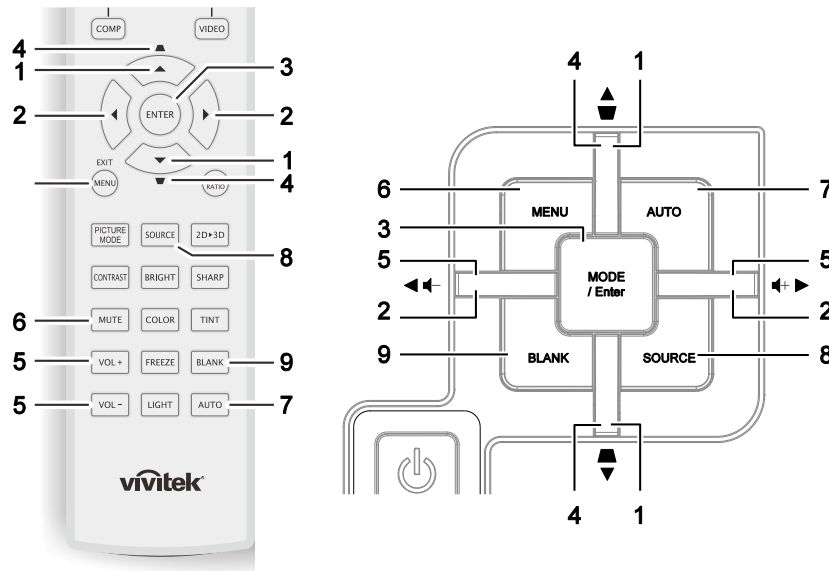 COMP VIDEO
4
1
3
ENTER
2 2
1
EXIT
MENU
4
RATIO
PICTURE MODE SOURCE 2D▸3D
8
CONTRAST BRIGHT SHARP
6 MUTE COLOR TINT
5 VOL + FREEZE BLANK 9
5 VOL − LIGHT AUTO 7
vivitek
4 1
6 7
MENU AUTO
3
5 5
MODE
/ Enter
− +
2 2
9 8
BLANK SOURCE
4 1